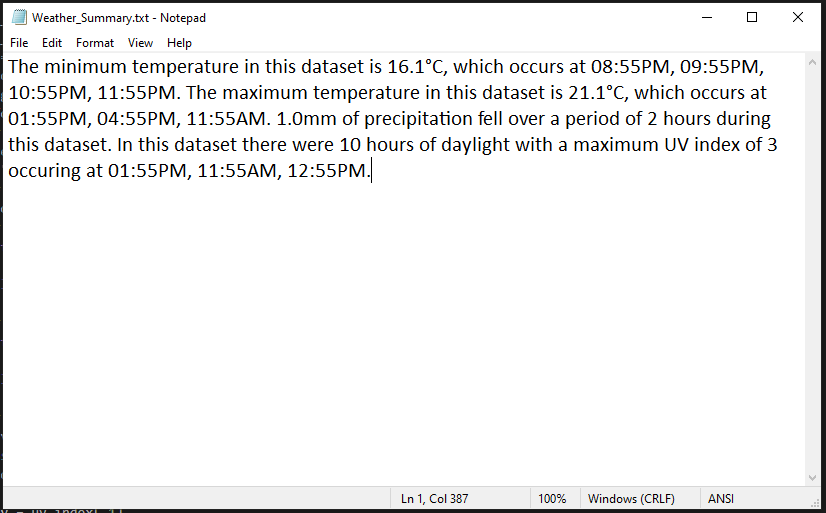 Weather_Summary.txt - Notepad
File Edit Format View Help
The minimum temperature in this dataset is 16.1°C, which occurs at 08:55PM, 09:55PM,
10:55PM, 11:55PM. The maximum temperature in this dataset is 21.1°C, which occurs at
01:55PM, 04:55PM, 11:55AM. 1.0mm of precipitation fell over a period of 2 hours during
this dataset. In this dataset there were 10 hours of daylight with a maximum UV index of 3
occuring at 01:55PM, 11:55AM, 12:55PM.
Ln 1, Col 387 100% Windows (CRLF) ANSI